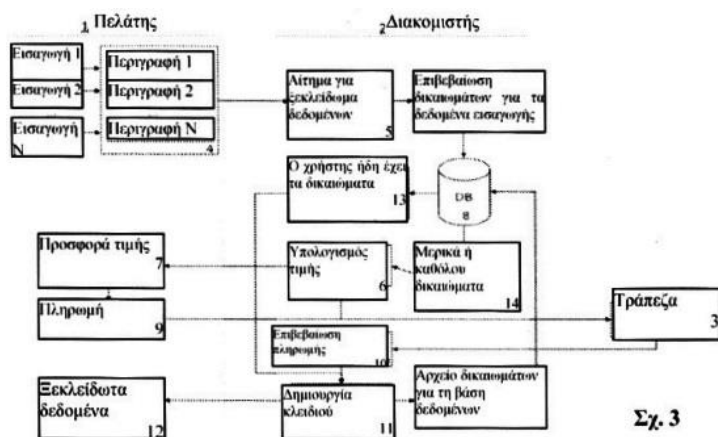 1 Πελάτης
2 Διακομιστής
Εισαγωγή 1
Εισαγωγή 2
Εισαγωγή
N
Περιγραφή 1
Περιγραφή 2
Περιγραφή N
4
Αίτημα για
ξεκλείδωμα
δεδομένων
5
Επιβεβαίωση
δικαιωμάτων για τα
δεδομένα εισαγωγής
Ο χρήστης ήδη έχει
τα δικαιώματα
13
DB
8
Προσφορά τιμής
7
Υπολογισμός
τιμής
6
Μερικά ή
καθόλου
δικαιώματα
14
Πληρωμή
9
Τράπεζα
3
Επιβεβαίωση
πληρωμής
10
Ξεκλείδωτα
δεδομένα
12
Δημιουργία
κλειδιού
11
Αρχείο δικαιωμάτων
για τη βάση
δεδομένων
Σχ. 3